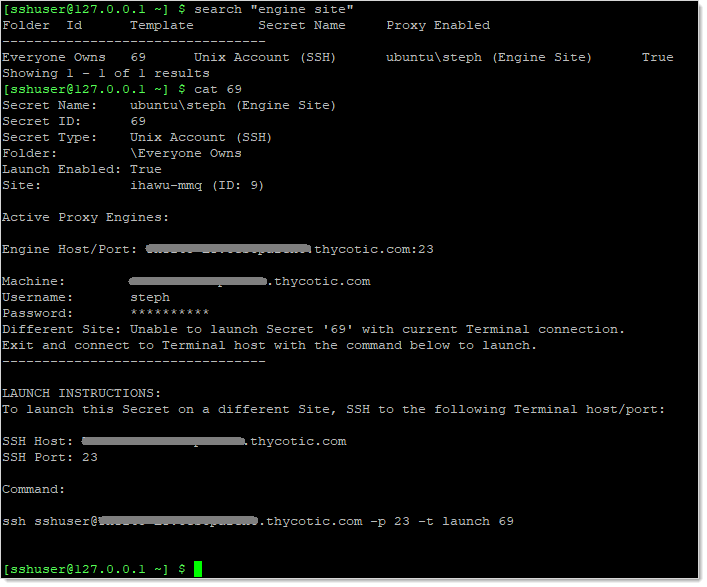 [sshuser@127.0.0.1 ~] $ search "engine site"
Folder Id Template Secret Name Proxy Enabled
---------------------------------
Everyone Owns 69 Unix Account (SSH) ubuntu\steph (Engine Site) True
Showing 1 - 1 of 1 results
[sshuser@127.0.0.1 ~] $ cat 69
Secret Name: ubuntu\steph (Engine Site)
Secret ID: 69
Secret Type: Unix Account (SSH)
Folder: \Everyone Owns
Launch Enabled: True
Site: ihawu-mmq (ID: 9)
Active Proxy Engines:
Engine Host/Port: .thycotic.com:23
Machine: .thycotic.com
Username: steph
Password: **********
Different Site: Unable to launch Secret '69' with current Terminal connection.
Exit and connect to Terminal host with the command below to launch.
---------------------------------
LAUNCH INSTRUCTIONS:
To launch this Secret on a different Site, SSH to the following Terminal host/port:
SSH Host: .thycotic.com
SSH Port: 23
Command:
ssh sshuser@ .thycotic.com -p 23 -t launch 69
[sshuser@127.0.0.1 ~] $